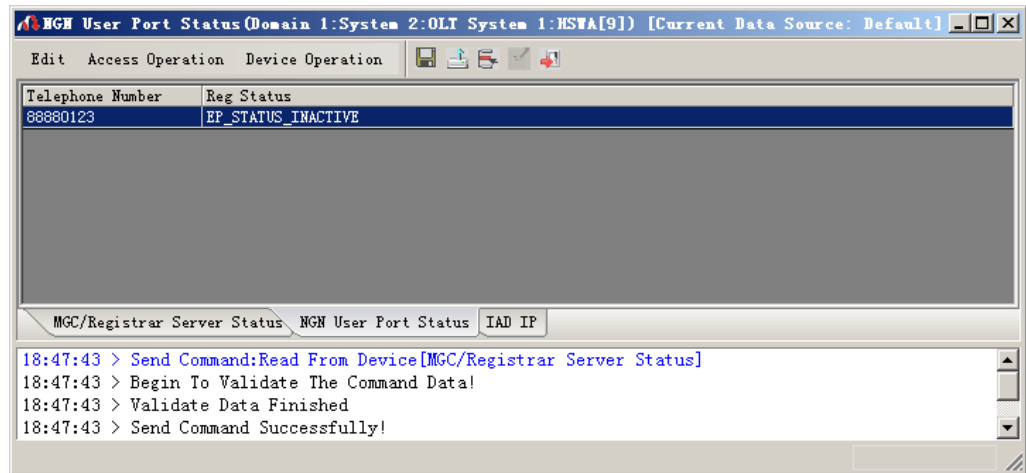 NGN User Port Status(Domain 1:System 2:OLT System 1:HSWA[9]) [Current Data Source: Default]
Edit Access Operation Device Operation
Telephone Number Reg Status
88880123 EP_STATUS_INACTIVE
MGC/Registrar Server Status NGN User Port Status IAD IP
18:47:43 > Send Command:Read From Device[MGC/Registrar Server Status]
18:47:43 > Begin To Validate The Command Data!
18:47:43 > Validate Data Finished
18:47:43 > Send Command Successfully!